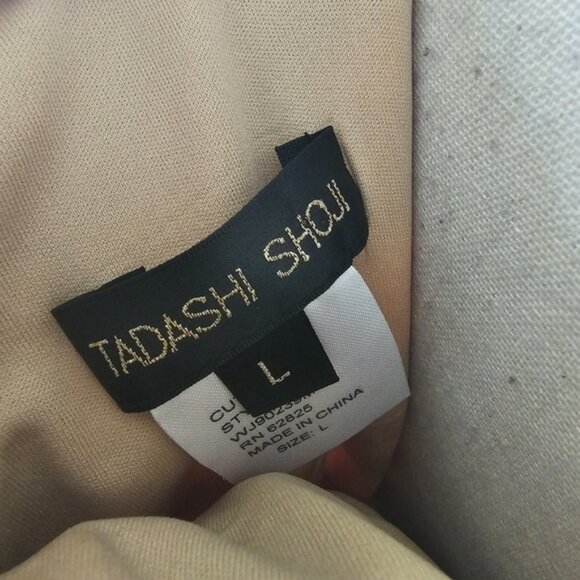 TADASHI SHOJI
L
RN 62825
MADE IN CHINA
SIZE: L